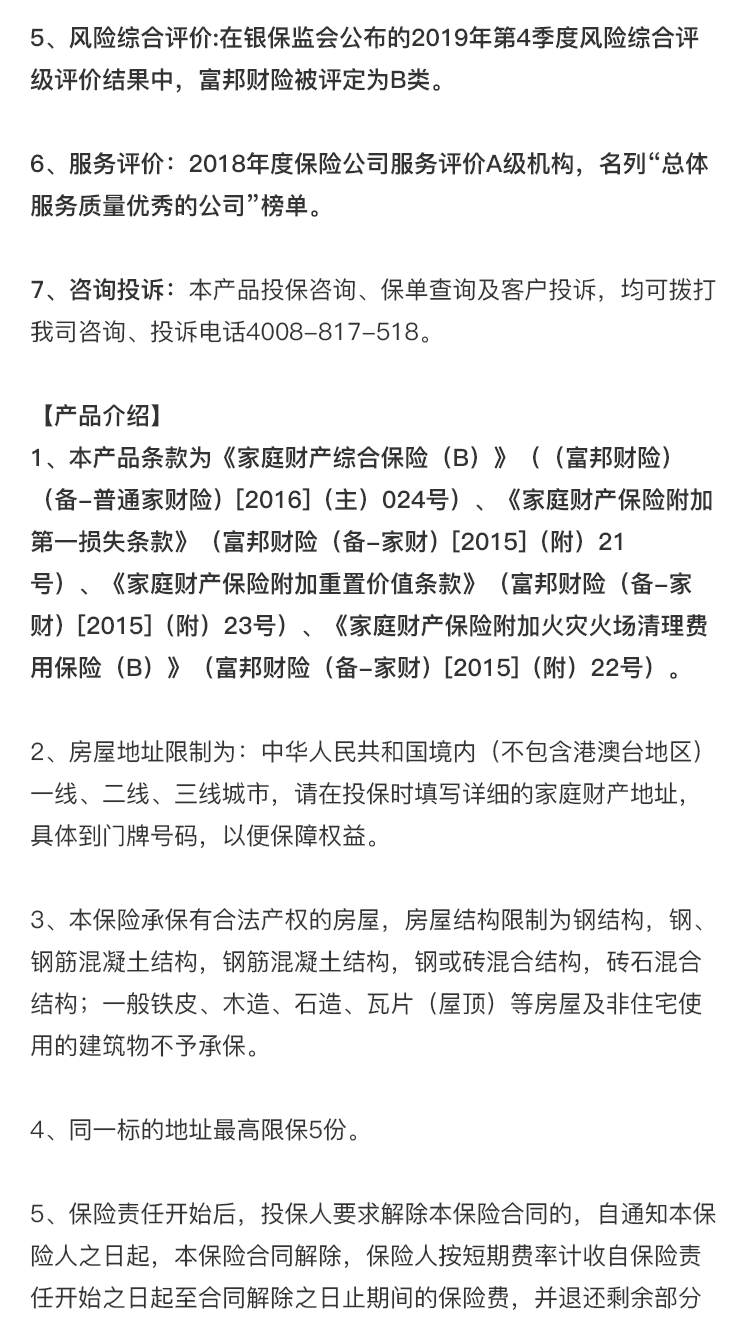 5、风险综合评价:在银保监会公布的2019年第4季度风险综合评
级评价结果中，富邦财险被评定为B类。
6、服务评价：2018年度保险公司服务评价A级机构，名列“总体
服务质量优秀的公司”榜单。
7、咨询投诉：本产品投保咨询、保单查询及客户投诉，均可拨打
我司咨询、投诉电话4008-817-518。
【产品介绍】
1、本产品条款为《家庭财产综合保险（B）》（（富邦财险）
（备-普通家财险）[2016]（主）024号）、《家庭财产保险附加
第一损失条款》（富邦财险（备-家财）[2015]（附）21
号）、《家庭财产保险附加重置价值条款》（富邦财险（备-家
财）[2015]（附）23号）、《家庭财产保险附加火灾火场清理费
用保险（B）》（富邦财险（备-家财）[2015]（附）22号）。
2、房屋地址限制为：中华人民共和国境内（不包含港澳台地区）
一线、二线、三线城市，请在投保时填写详细的家庭财产地址，
具体到门牌号码，以便保障权益。
3、本保险承保有合法产权的房屋，房屋结构限制为钢结构，钢、
钢筋混凝土结构，钢筋混凝土结构，钢或砖混合结构，砖石混合
结构；一般铁皮、木造、石造、瓦片（屋顶）等房屋及非住宅使
用的建筑物不予承保。
4、同一标的地址最高限保5份。
5、保险责任开始后，投保人要求解除本保险合同的，自通知本保
险人之日起，本保险合同解除，保险人按短期费率计收自保险责
任开始之日起至合同解除之日止期间的保险费，并退还剩余部分